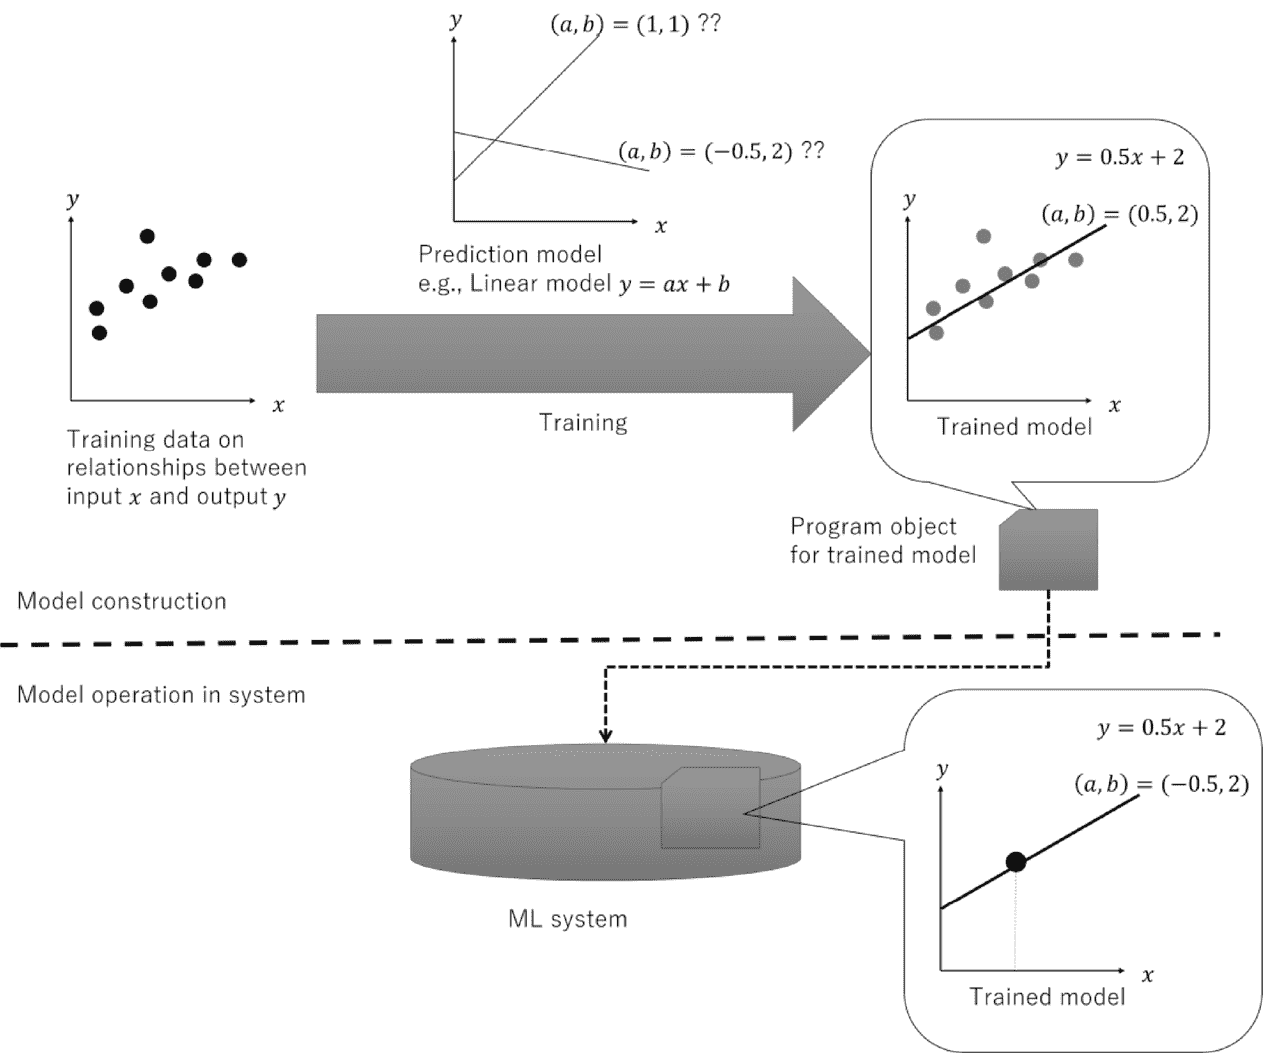 y
(a, b) = (1, 1) ??
(a, b) = (−0.5, 2) ??
x
Prediction model
e.g., Linear model y = ax + b
y
x
Training data on
relationships between
input x and output y
Training
y = 0.5x + 2
y
(a, b) = (0.5, 2)
x
Trained model
Program object
for trained model
Model construction
Model operation in system
ML system
y = 0.5x + 2
y
(a, b) = (−0.5, 2)
x
Trained model